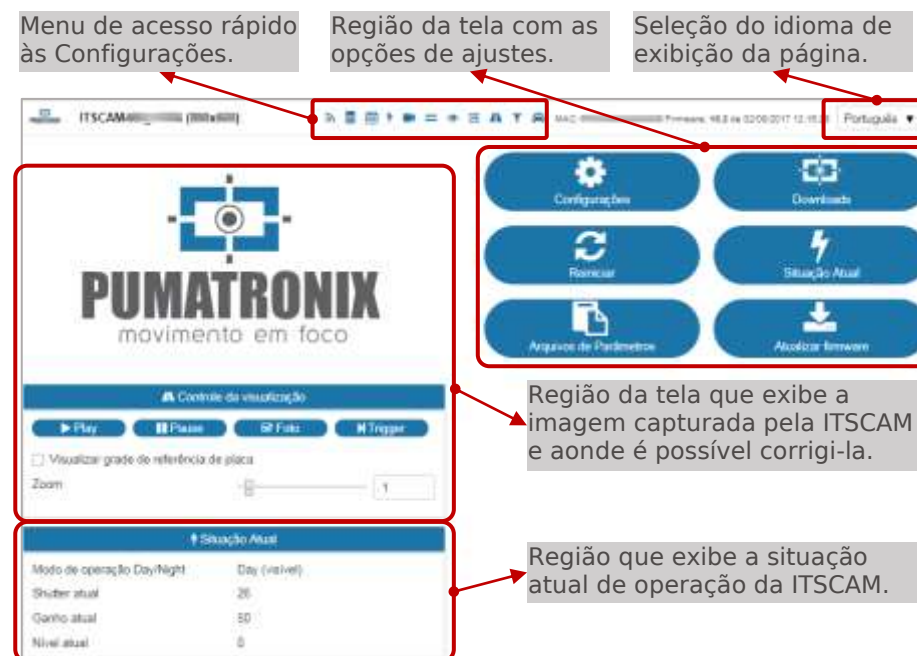 Menu de acesso rápido
às Configurações.
Região da tela com as
opções de ajustes.
Seleção do idioma de
exibição da página.
ITSCAM
MAC:
Firmware:
Português
Configurações
Downloads
Reiniciar
Situação Atual
Arquivos de Parâmetros
Atualizar firmware
PUMATRONIX
movimento em foco
Controle da visualização
Play
Pause
Foto
Trigger
Visualizar grade de referência de placa
Zoom
1
Região da tela que exibe a
imagem capturada pela ITSCAM
e aonde é possível corrigi-la.
Situação Atual
Modo de operação Day/Night
Day (visível)
Shutter atual
26
Ganho atual
50
Nível atual
0
Região que exibe a situação
atual de operação da ITSCAM.